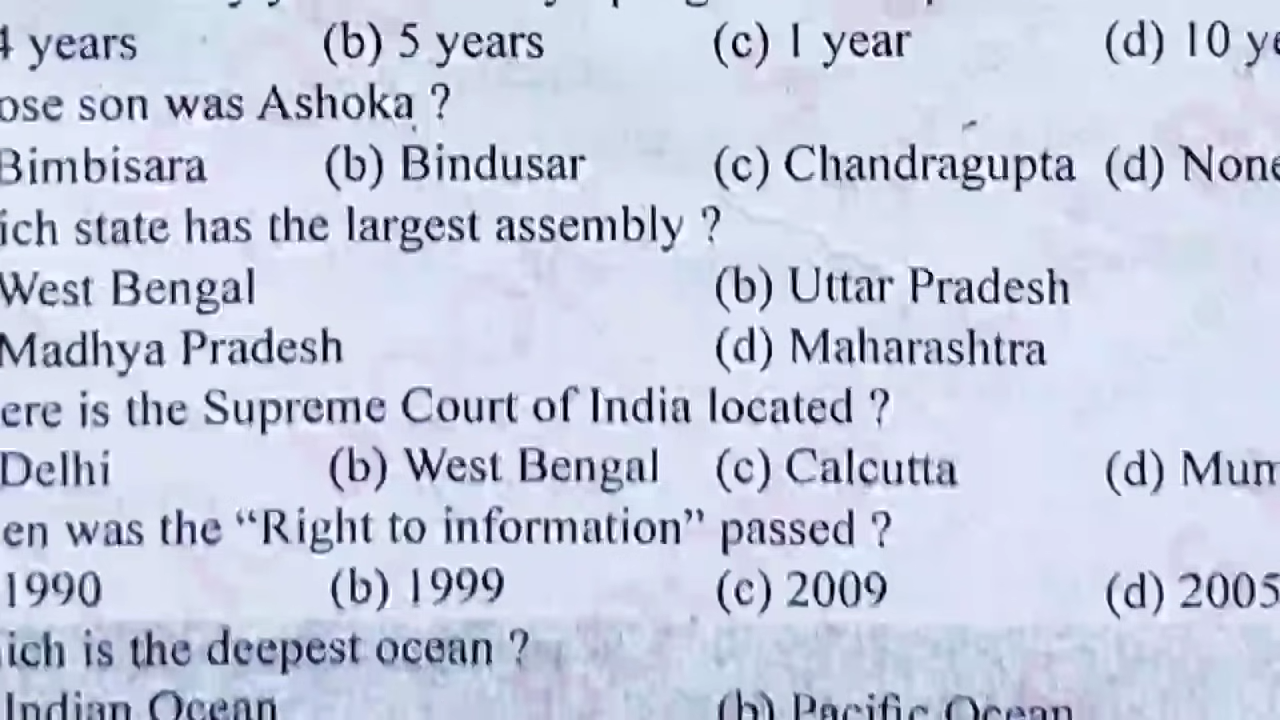 4 years (b) 5 years (c) 1 year (d) 10 ye
ose son was Ashoka ?
Bimbisara (b) Bindusar (c) Chandragupta (d) None
ich state has the largest assembly ?
West Bengal (b) Uttar Pradesh
Madhya Pradesh (d) Maharashtra
ere is the Supreme Court of India located ?
Delhi (b) West Bengal (c) Calcutta (d) Mum
en was the “Right to information” passed ?
1990 (b) 1999 (c) 2009 (d) 2005
ich is the deepest ocean ?
Indian Ocean (b) Pacific Ocean